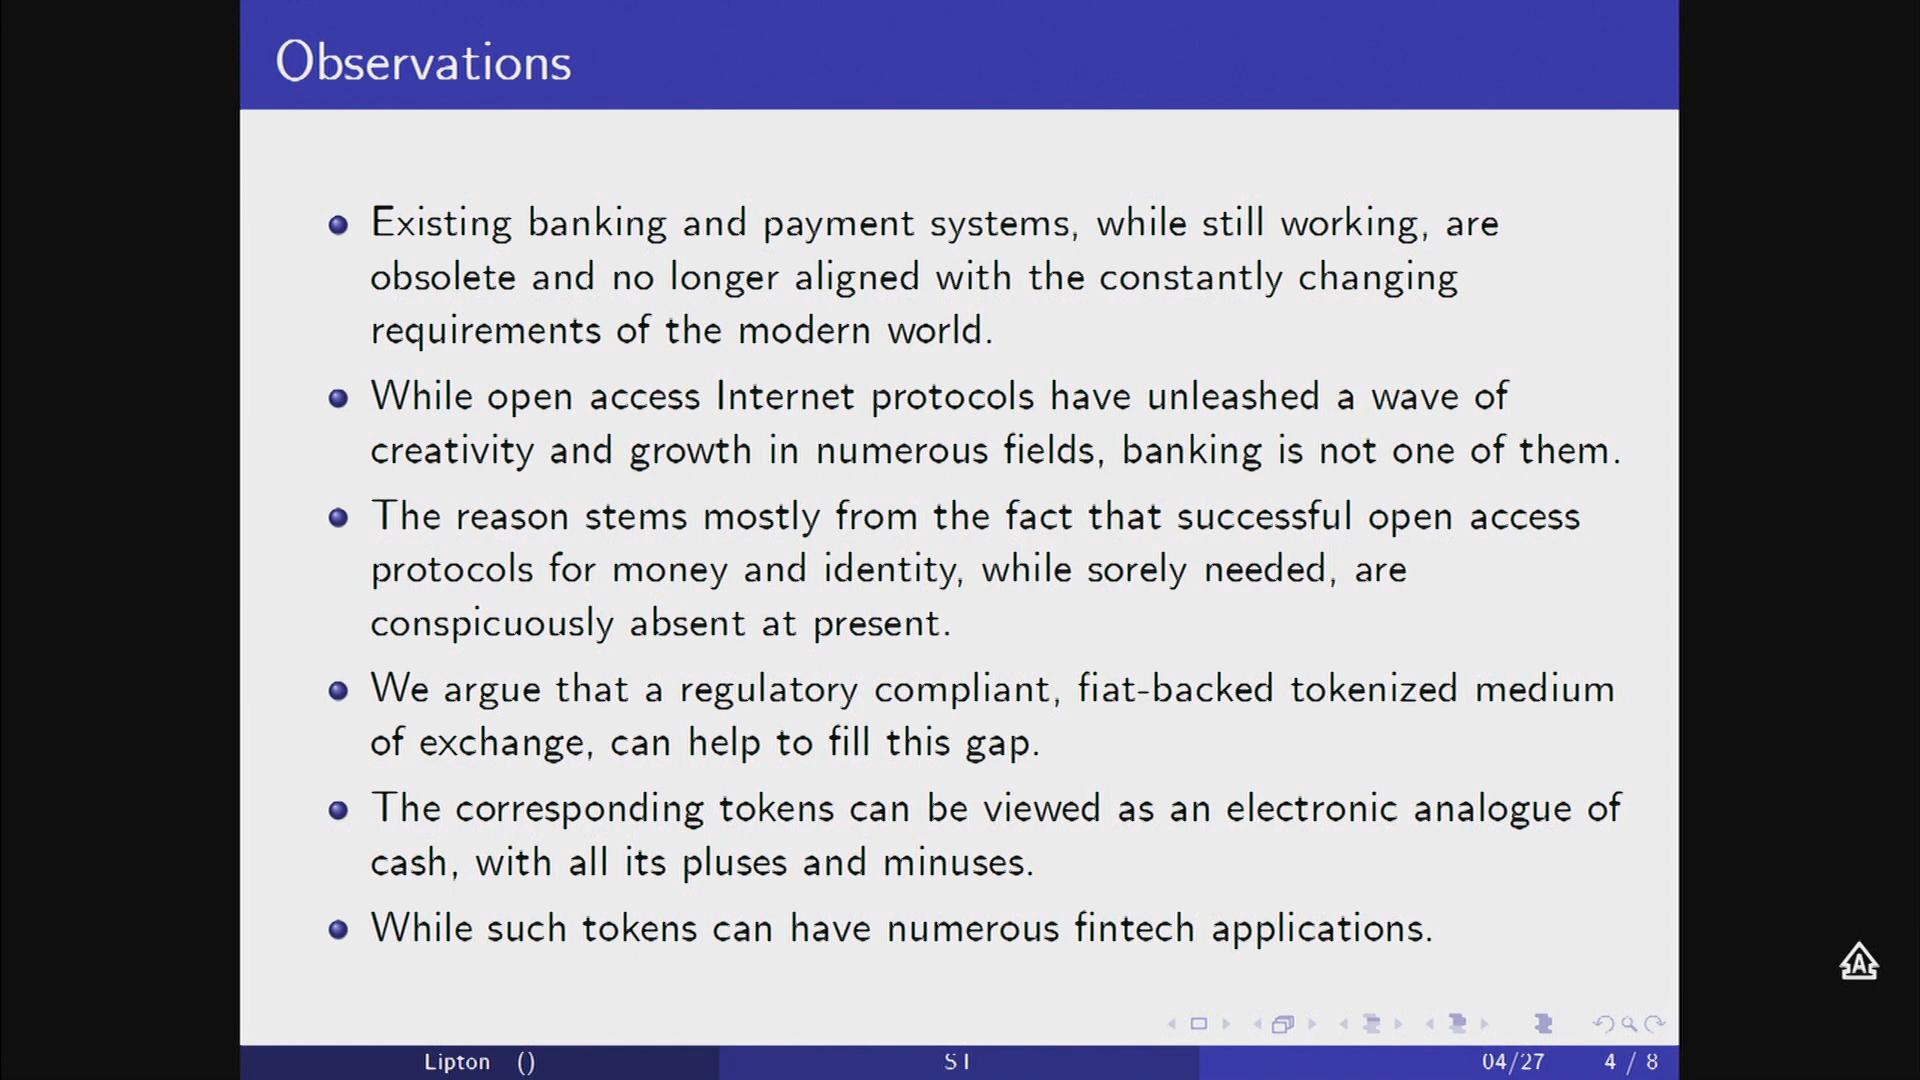 Observations
Existing banking and payment systems, while still working, are
obsolete and no longer aligned with the constantly changing
requirements of the modern world.
While open access Internet protocols have unleashed a wave of
creativity and growth in numerous fields, banking is not one of them.
The reason stems mostly from the fact that successful open access
protocols for money and identity, while sorely needed, are
conspicuously absent at present.
We argue that a regulatory compliant, fiat-backed tokenized medium
of exchange, can help to fill this gap.
The corresponding tokens can be viewed as an electronic analogue of
cash, with all its pluses and minuses.
While such tokens can have numerous fintech applications.
A
Lipton () S I 04/27 4 / 8